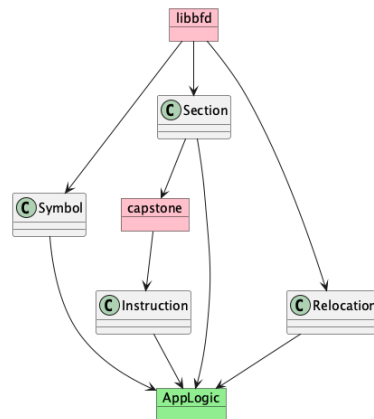 libbfd
C Section
C Symbol
capstone
C Instruction
C Relocation
AppLogic